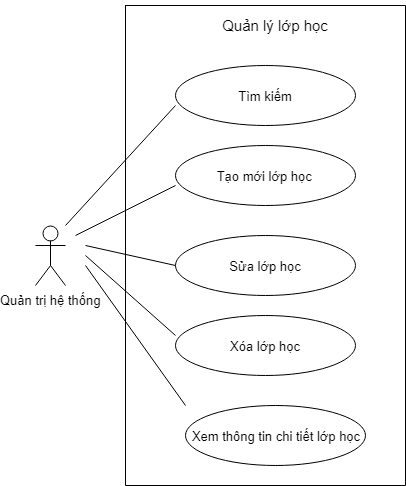 Quản lý lớp học
Tìm kiếm
Tạo mới lớp học
Sửa lớp học
Quản trị hệ thống
Xóa lớp học
Xem thông tin chi tiết lớp học